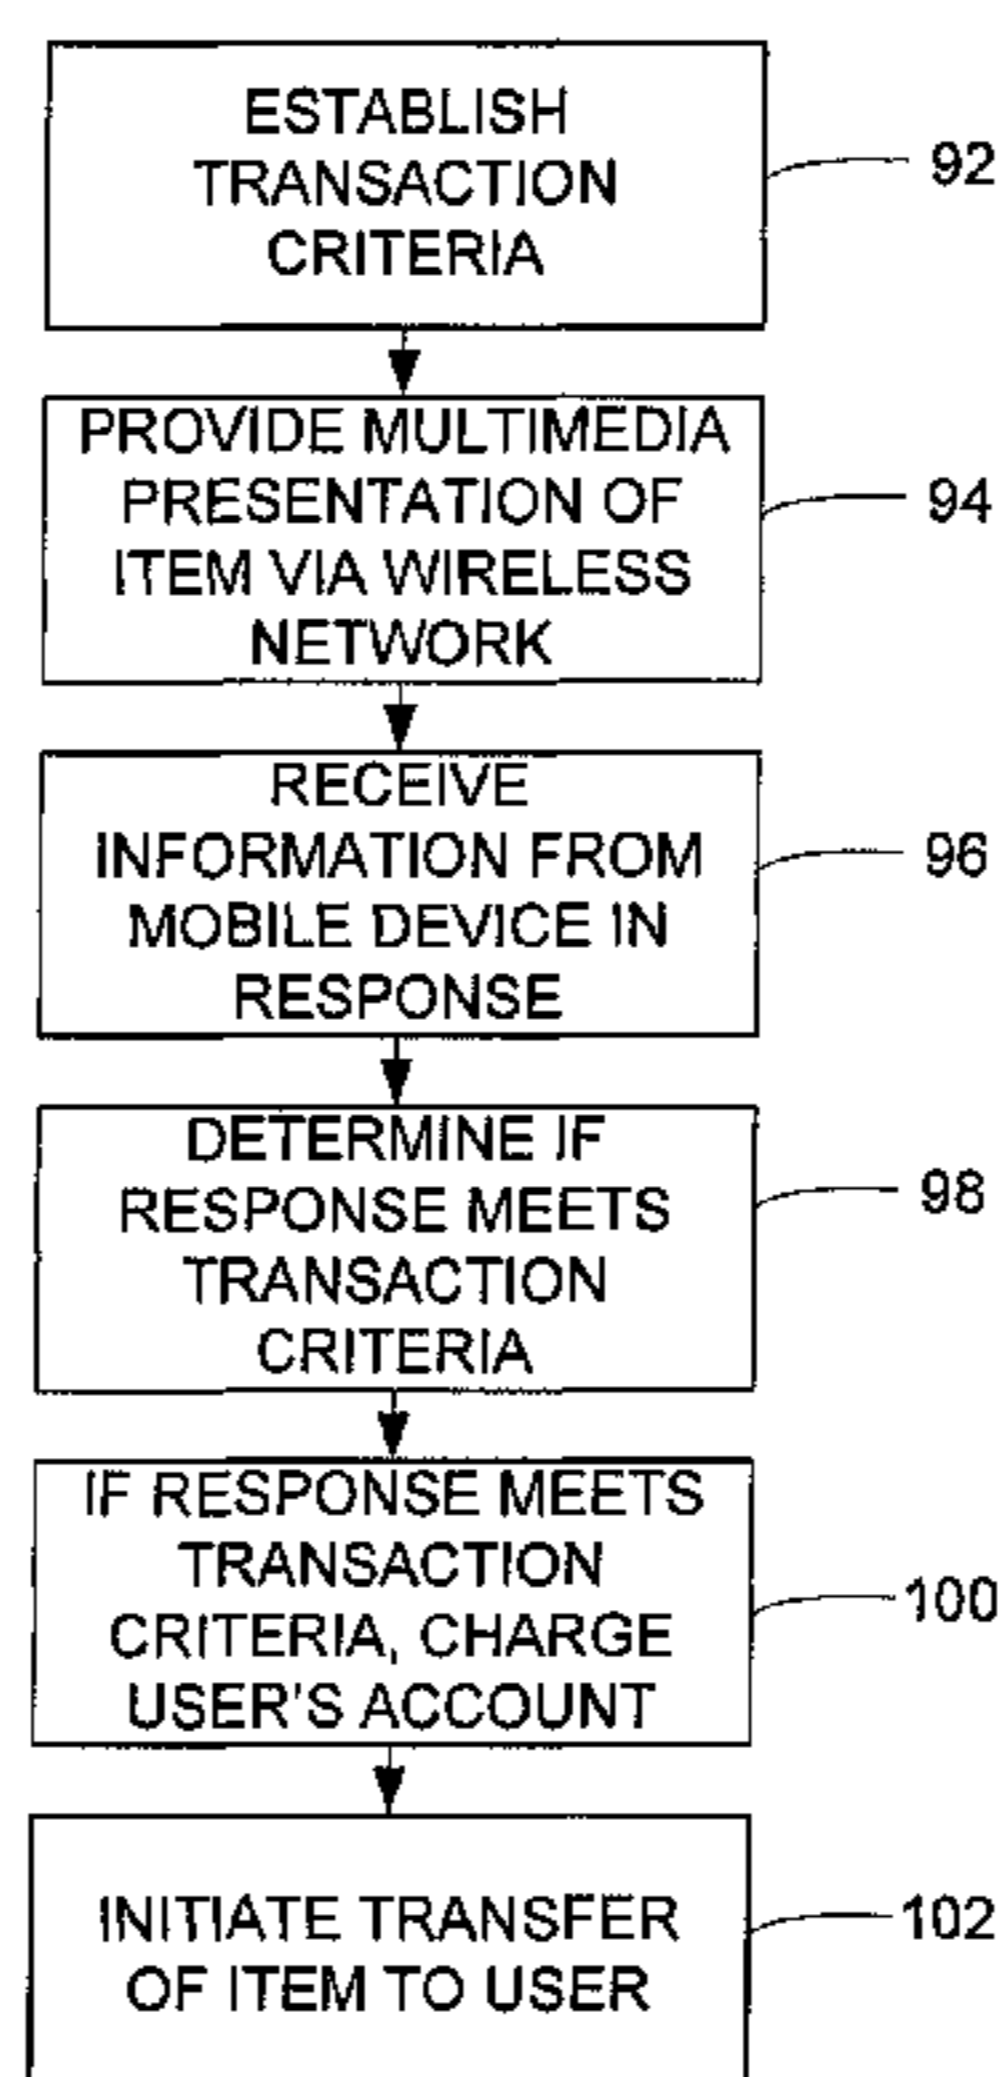 ESTABLISH
TRANSACTION
CRITERIA
92
PROVIDE MULTIMEDIA
PRESENTATION OF
ITEM VIA WIRELESS
NETWORK
94
RECEIVE
INFORMATION FROM
MOBILE DEVICE IN
RESPONSE
96
DETERMINE IF
RESPONSE MEETS
TRANSACTION
CRITERIA
98
IF RESPONSE MEETS
TRANSACTION
CRITERIA, CHARGE
USER'S ACCOUNT
100
INITIATE TRANSFER
OF ITEM TO USER
102